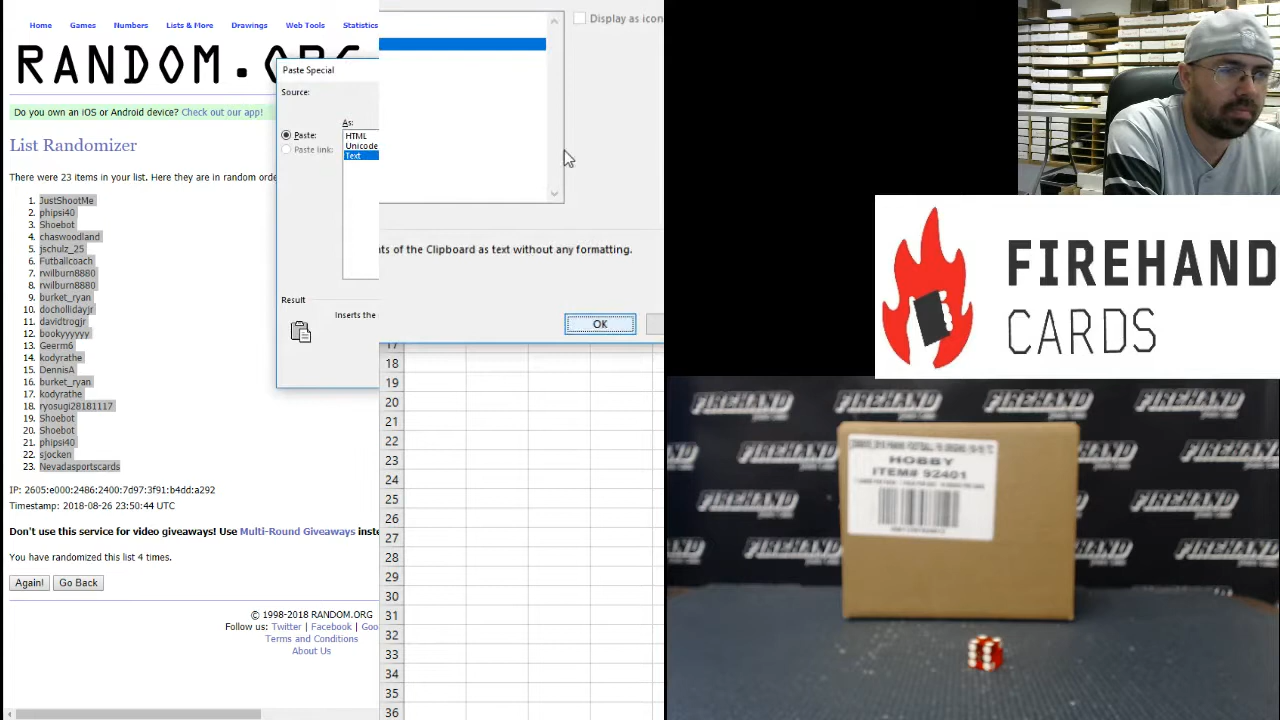 Home Games Numbers Lists & More Drawings Web Tools Statistics
RANDOM.ORG
Do you own an iOS or Android device? Check out our app!
List Randomizer
There were 23 items in your list. Here they are in random orde
1. JustShootMe
2. phipsi40
3. Shoebot
4. chaswoodland
5. jschulz_25
6. Futballcoach
7. rwilburn8880
8. rwilburn8880
9. burket_ryan
10. dochollidayjr
11. davidtrogjr
12. bookyyyyyy
13. Geerm6
14. kodyrathe
15. DennisA
16. burket_ryan
17. kodyrathe
18. ryosugi28181117
19. Shoebot
20. Shoebot
21. phipsi40
22. sjocken
23. Nevadasportscards
IP: 2605:e000:2486:2400:7d97:3f91:b4dd:a292
Timestamp: 2018-08-26 23:50:44 UTC
Don't use this service for video giveaways! Use Multi-Round Giveaways inste
You have randomized this list 4 times.
Again! Go Back
© 1998-2018 RANDOM.ORG
Follow us: Twitter | Facebook | Goo
Terms and Conditions
About Us
Paste Special
Source:
As:
Paste:
Paste link:
HTML
Unicode
Text
Result
Inserts the
Display as icon
ts of the Clipboard as text without any formatting.
OK
17
18
19
20
21
22
23
24
25
26
27
28
29
30
31
32
33
34
35
36
FIREHAND
CARDS
FIREHAND
FIREHAND
FIREHAND
FIREHAND
HOBBY
ITEM# 92401